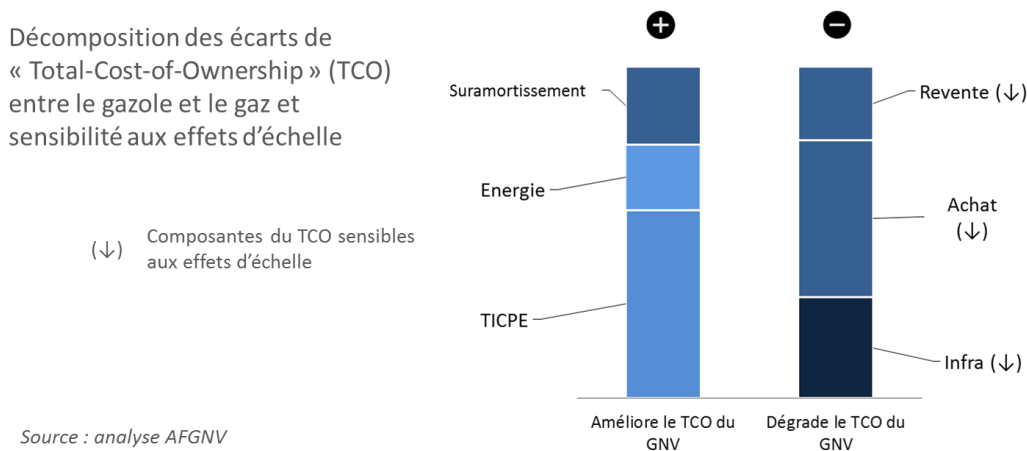 Décomposition des écarts de
« Total-Cost-of-Ownership » (TCO)
entre le gazole et le gaz et
sensibilité aux effets d’échelle
(↓) Composantes du TCO sensibles
aux effets d’échelle
Source : analyse AFGNV
+
Suramortissement
Energie
TICPE
Améliore le TCO du
GNV
−
Revente (↓)
Achat
(↓)
Infra (↓)
Dégrade le TCO du
GNV